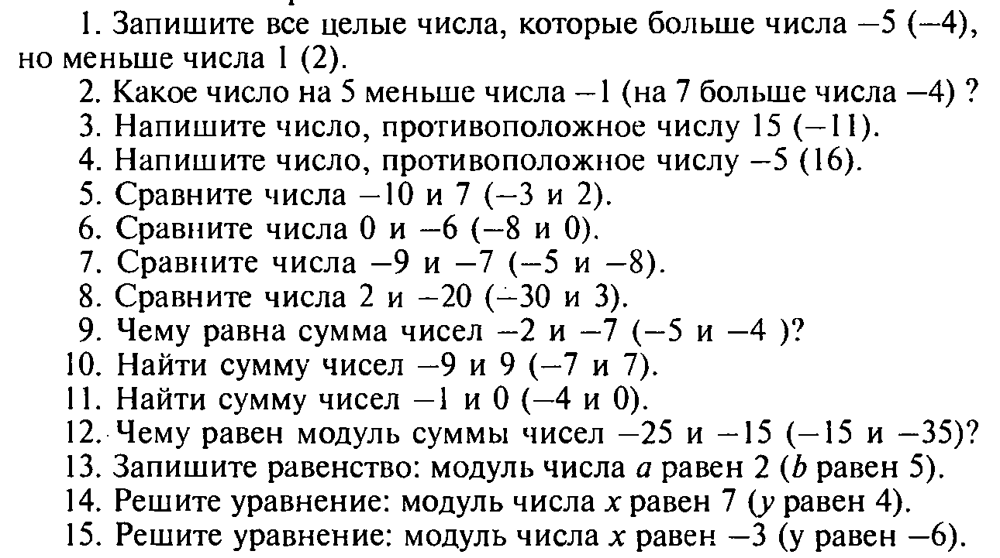 1. Запишите все целые числа, которые больше числа −5 (−4),
но меньше числа 1 (2).
2. Какое число на 5 меньше числа −1 (на 7 больше числа −4) ?
3. Напишите число, противоположное числу 15 (−11).
4. Напишите число, противоположное числу −5 (16).
5. Сравните числа −10 и 7 (−3 и 2).
6. Сравните числа 0 и −6 (−8 и 0).
7. Сравните числа −9 и −7 (−5 и −8).
8. Сравните числа 2 и −20 (−30 и 3).
9. Чему равна сумма чисел −2 и −7 (−5 и −4 )?
10. Найти сумму чисел −9 и 9 (−7 и 7).
11. Найти сумму чисел −1 и 0 (−4 и 0).
12. Чему равен модуль суммы чисел −25 и −15 (−15 и −35)?
13. Запишите равенство: модуль числа a равен 2 (b равен 5).
14. Решите уравнение: модуль числа x равен 7 (y равен 4).
15. Решите уравнение: модуль числа x равен −3 (у равен −6).